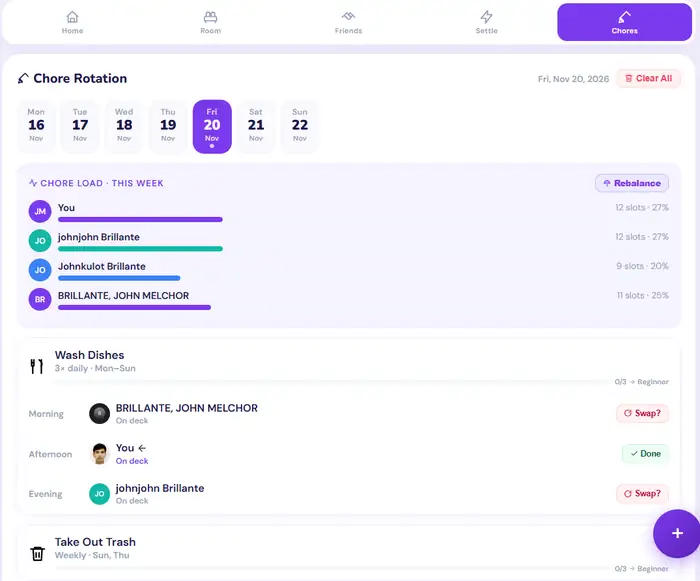 Home
Room
Friends
Settle
Chores
Chore Rotation
Fri, Nov 20, 2026
Clear All
Mon Tue Wed Thu Fri Sat Sun
16 17 18 19 20 21 22
Nov Nov Nov Nov Nov Nov Nov
CHORE LOAD · THIS WEEK
Rebalance
JM You 12 slots · 27%
JO johnjohn Brillante 12 slots · 27%
JO Johnkulot Brillante 9 slots · 20%
BR BRILLANTE, JOHN MELCHOR 11 slots · 25%
Wash Dishes
3× daily · Mon–Sun
0/3 → Beginner
Morning BRILLANTE, JOHN MELCHOR Swap?
On deck
Afternoon You ← ✓ Done
On deck
Evening JO johnjohn Brillante Swap?
On deck
Take Out Trash
Weekly · Sun, Thu
+
0/3 → Beginner